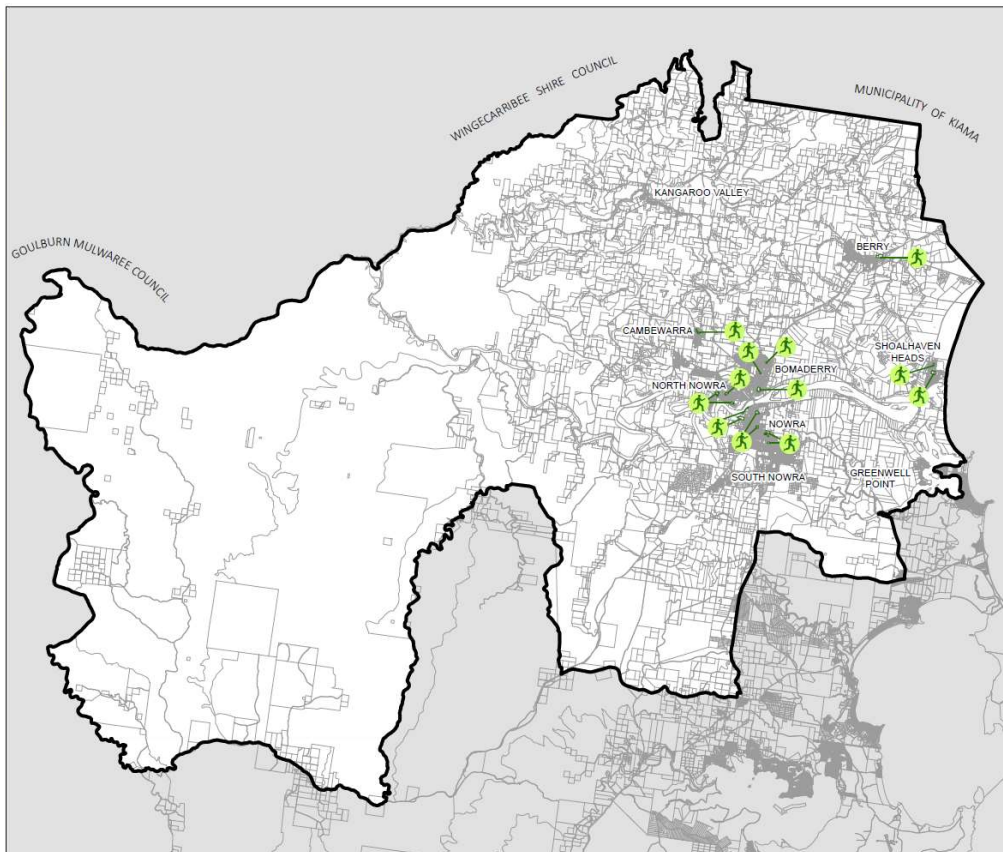 WINGECARRIBEE SHIRE COUNCIL
MUNICIPALITY OF KIAMA
GOULBURN MULWAREE COUNCIL
KANGAROO VALLEY
BERRY
CAMBEWARRA
SHOALHAVEN
HEADS
BOMADERRY
NORTH NOWRA
NOWRA
GREENWELL
POINT
SOUTH NOWRA